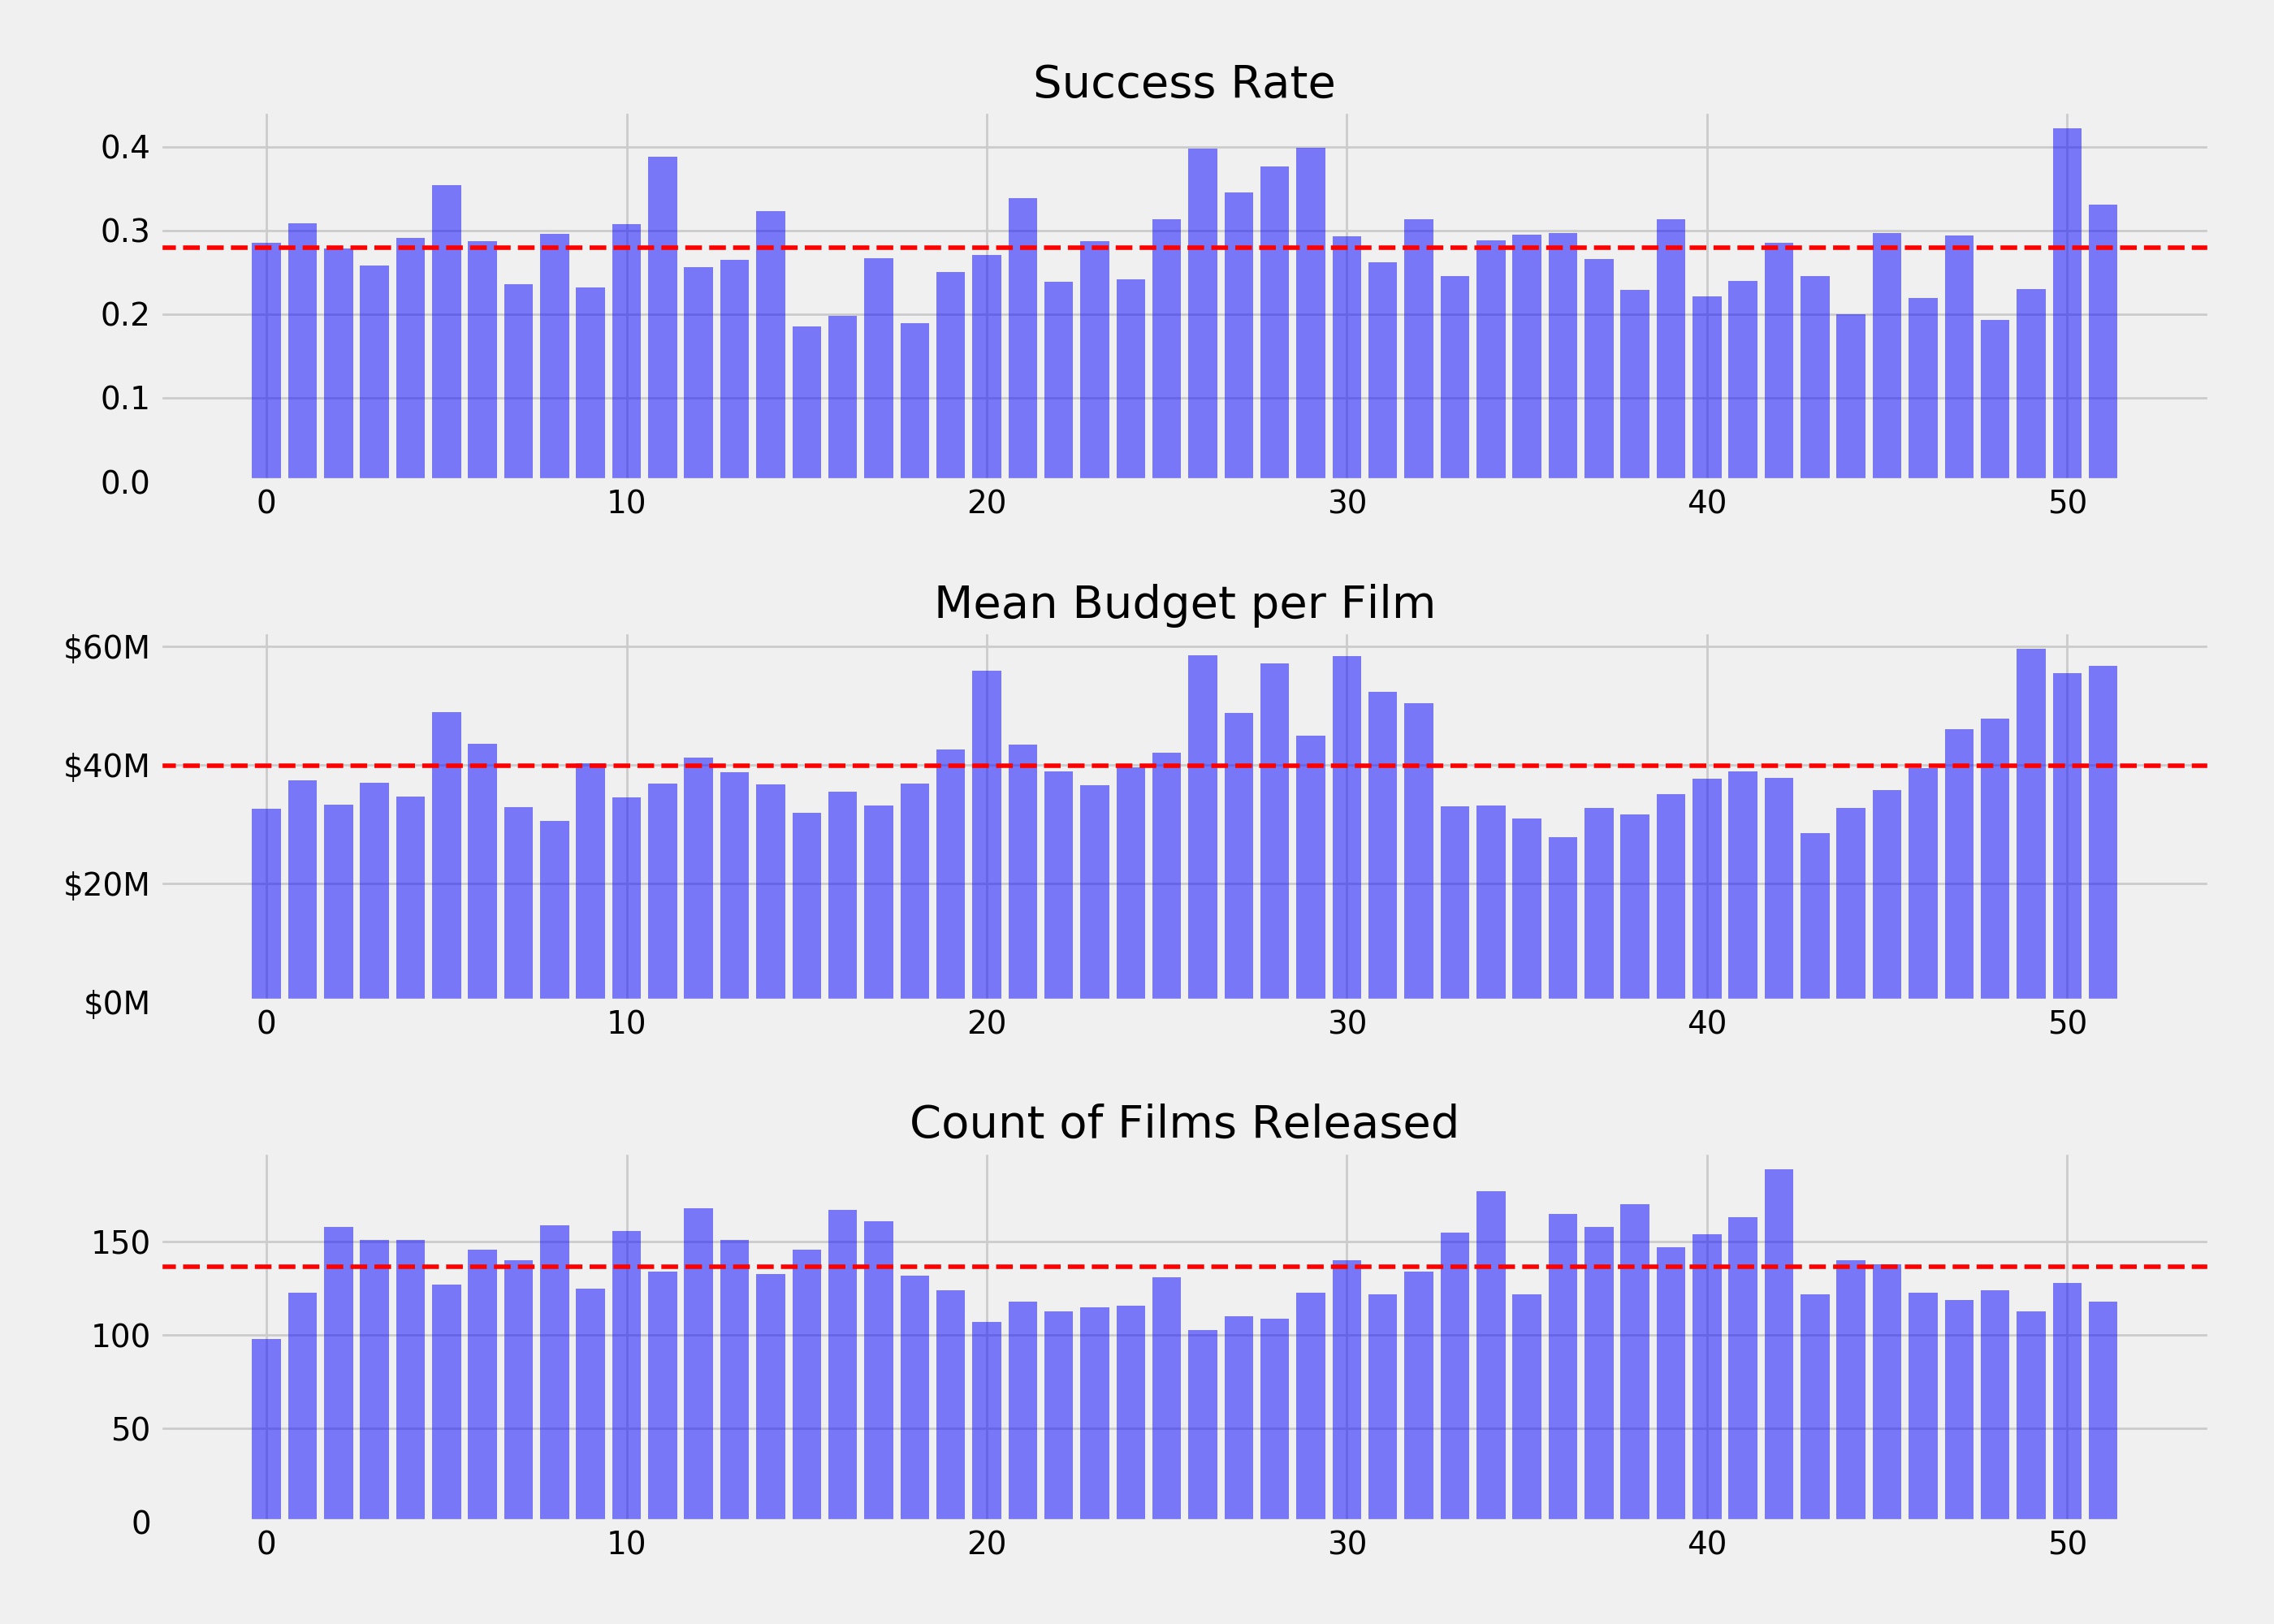 Success Rate
0.4
0.3
0.2
0.1
0.0
0 10 20 30 40 50
Mean Budget per Film
$60M
$40M
$20M
$0M
0 10 20 30 40 50
Count of Films Released
150
100
50
0
0 10 20 30 40 50